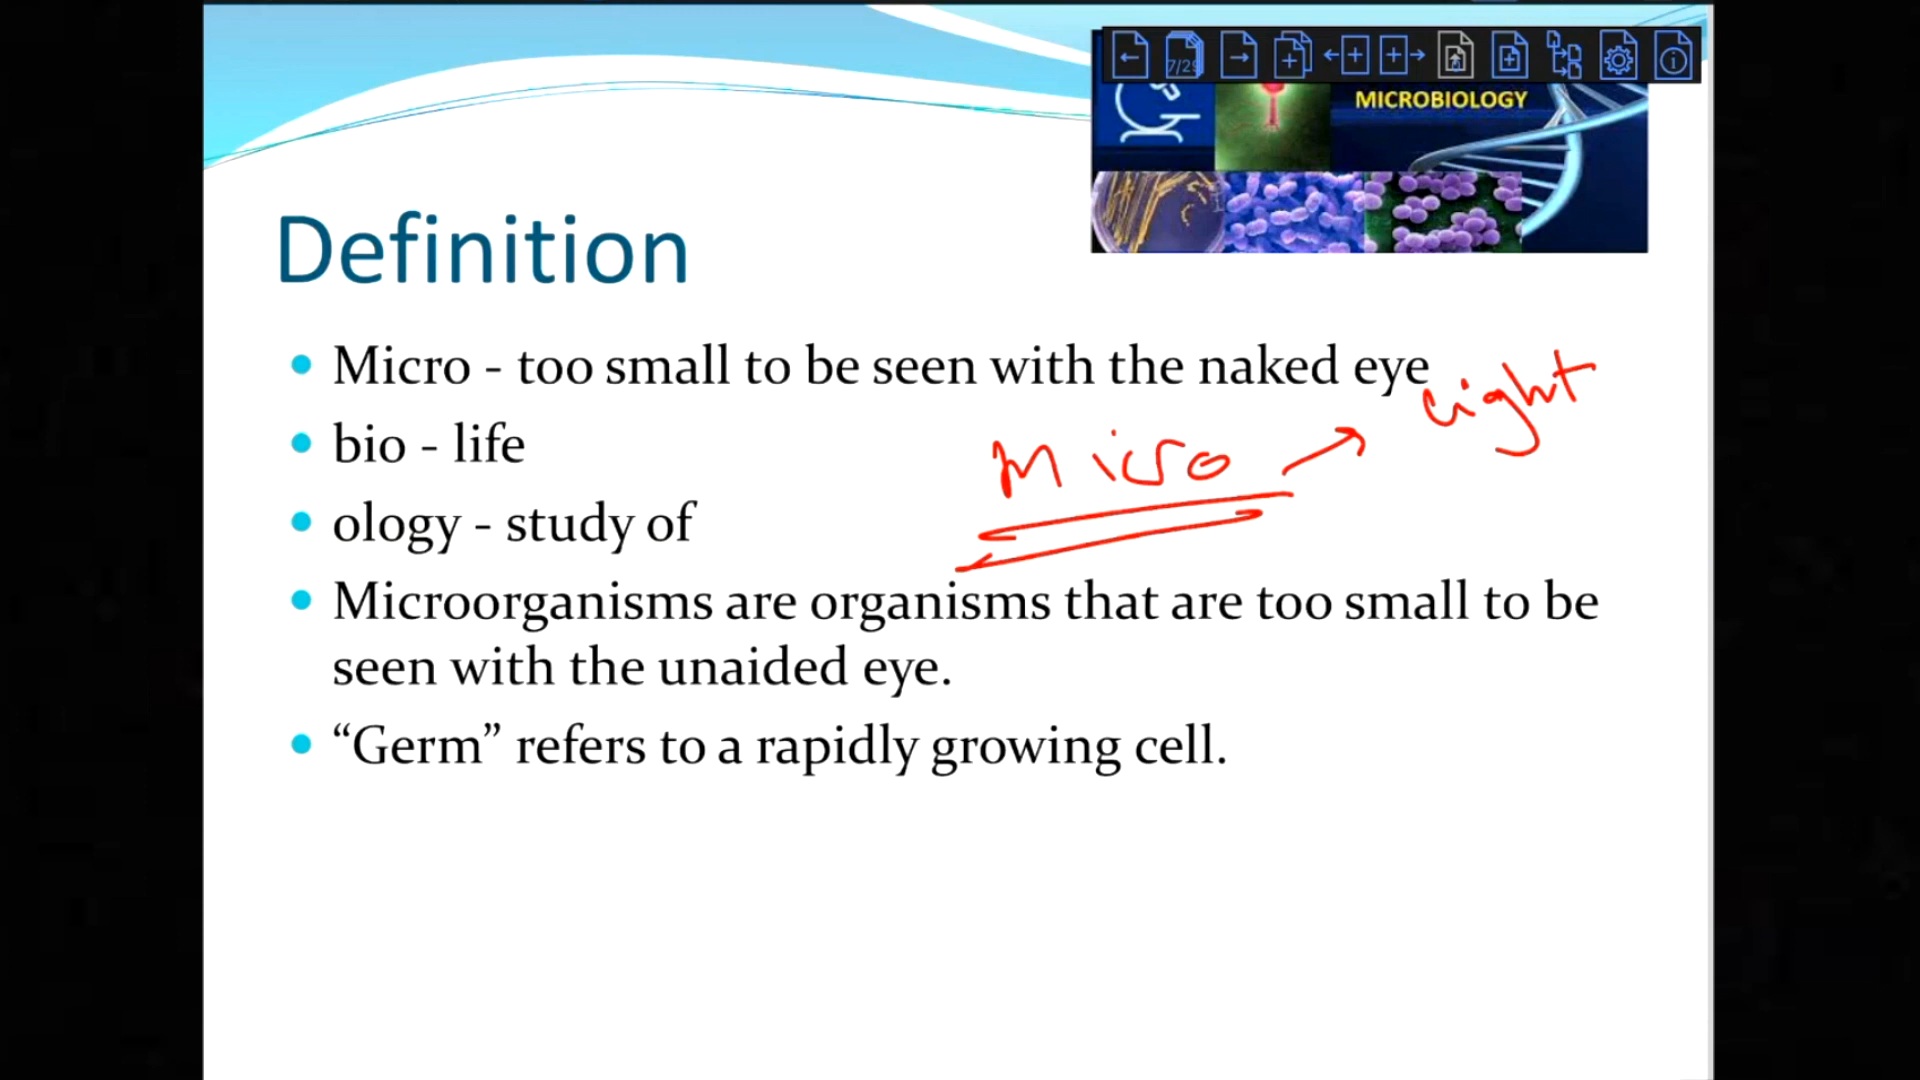 7/29
MICROBIOLOGY
Definition
• Micro - too small to be seen with the naked eye
• bio - life
• ology - study of
Micro → light
• Microorganisms are organisms that are too small to be
seen with the unaided eye.
• “Germ” refers to a rapidly growing cell.